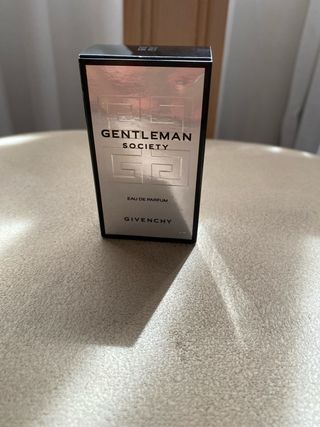 GENTLEMAN
SOCIETY
EAU DE PARFUM
GIVENCHY